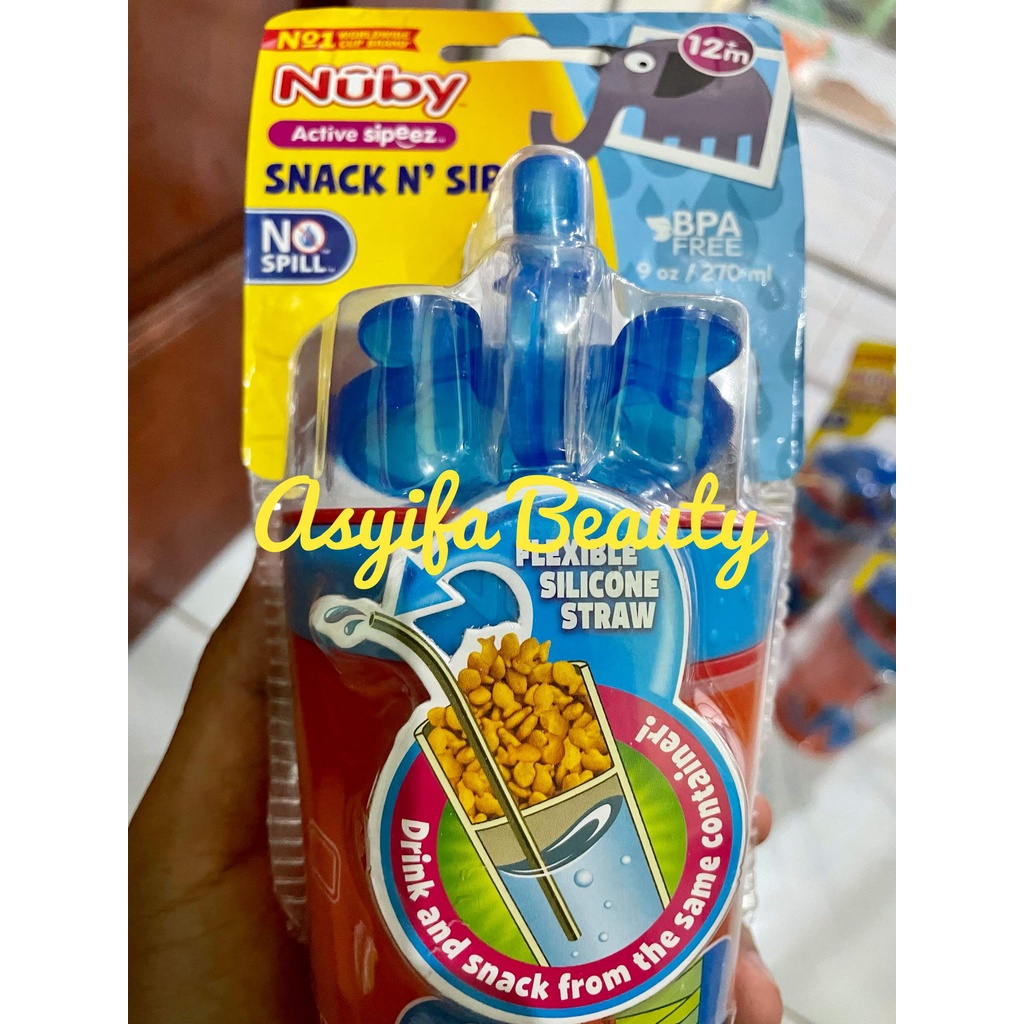 Nº1 WORLDWIDE CUP BRAND
Nûby
Active sipeez
SNACK N' SIP
NO SPILL
12m+
BPA
FREE
9 oz / 270 ml
Asyifa Beauty
FLEXIBLE
SILICONE
STRAW
Drink and snack from the same container!